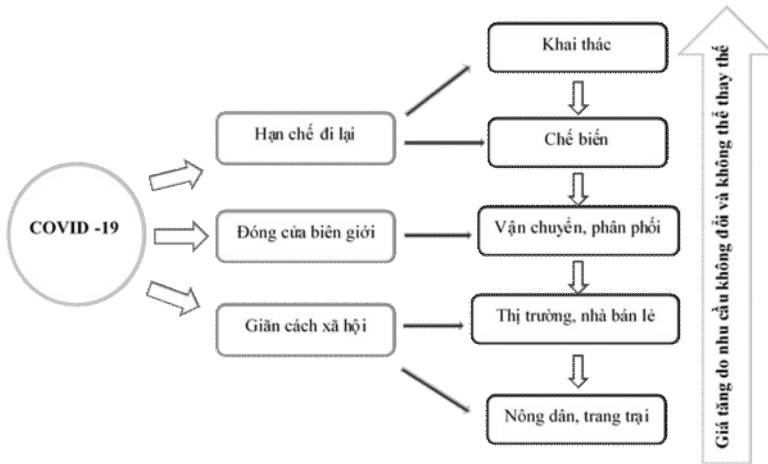 Khai thác
Hạn chế đi lại
Chế biến
COVID -19
Đóng cửa biên giới
Vận chuyển, phân phối
Giãn cách xã hội
Thị trường, nhà bán lẻ
Nông dân, trang trại
Giá tăng do nhu cầu không đổi và không thể thay thế